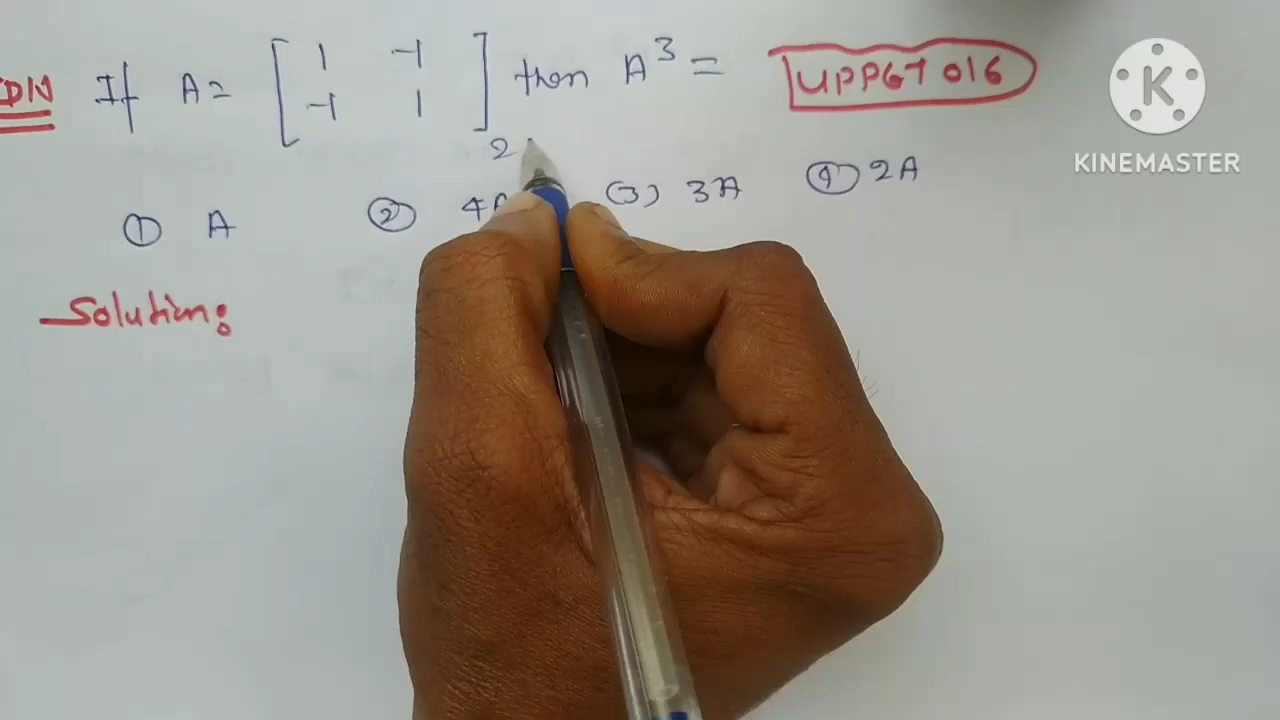 If A = [ 1 -1 ] then A³ = UPPGT 016
-1 1
2
① A ② 4A (3) 3A ④ 2A
Solution:
KINEMASTER